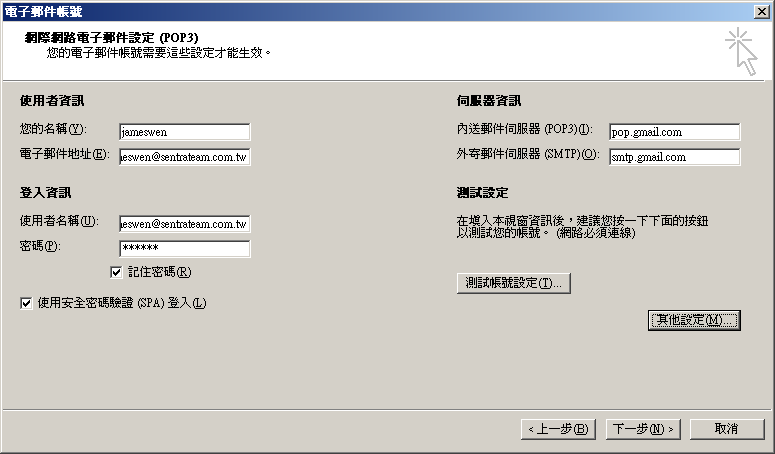 電子郵件帳號
網際網路電子郵件設定 (POP3)
您的電子郵件帳號需要這些設定才能生效。
使用者資訊
您的名稱(Y):
jameswen
電子郵件地址(E):
eswen@sentrateam.com.tw
登入資訊
使用者名稱(U):
eswen@sentrateam.com.tw
密碼(P):
******
記住密碼(R)
使用安全密碼驗證 (SPA) 登入(L)
伺服器資訊
內送郵件伺服器 (POP3)(I):
pop.gmail.com
外寄郵件伺服器 (SMTP)(O):
smtp.gmail.com
測試設定
在填入本視窗資訊後，建議您按一下下面的按鈕
以測試您的帳號。 (網路必須連線)
測試帳號設定(T)...
其他設定(M)...
< 上一步(B)
下一步(N) >
取消